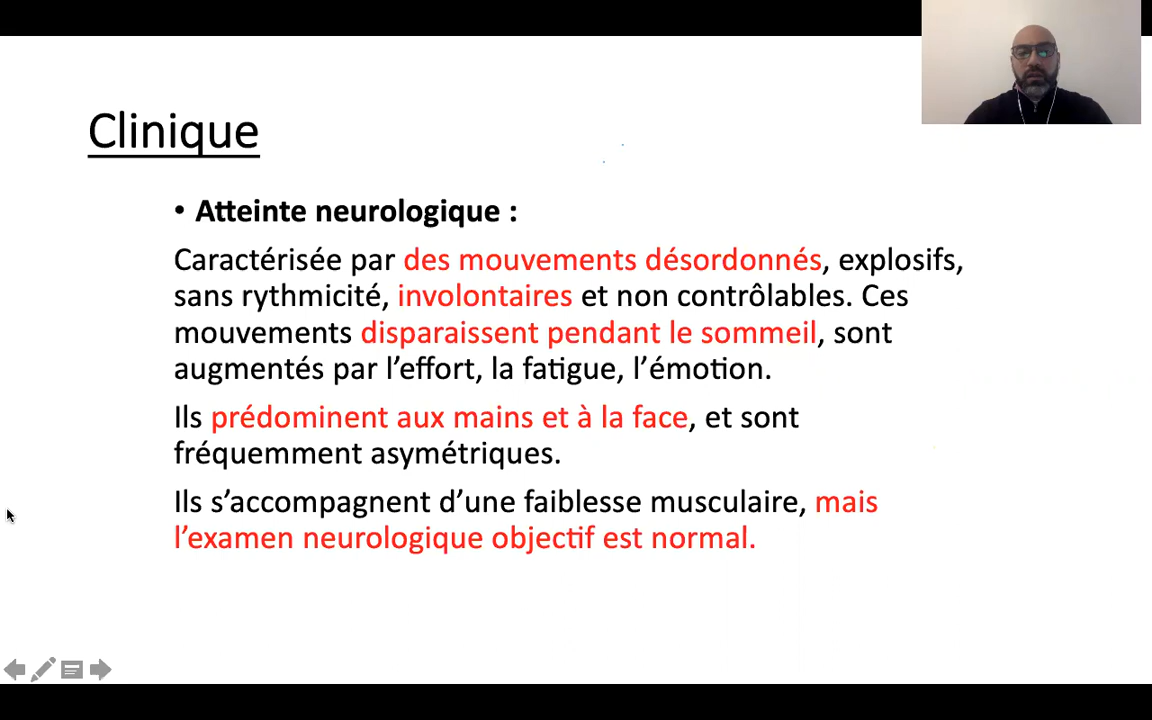 Clinique
• Atteinte neurologique :
Caractérisée par des mouvements désordonnés, explosifs,
sans rythmicité, involontaires et non contrôlables. Ces
mouvements disparaissent pendant le sommeil, sont
augmentés par l’effort, la fatigue, l’émotion.
Ils prédominent aux mains et à la face, et sont
fréquemment asymétriques.
Ils s’accompagnent d’une faiblesse musculaire, mais
l’examen neurologique objectif est normal.